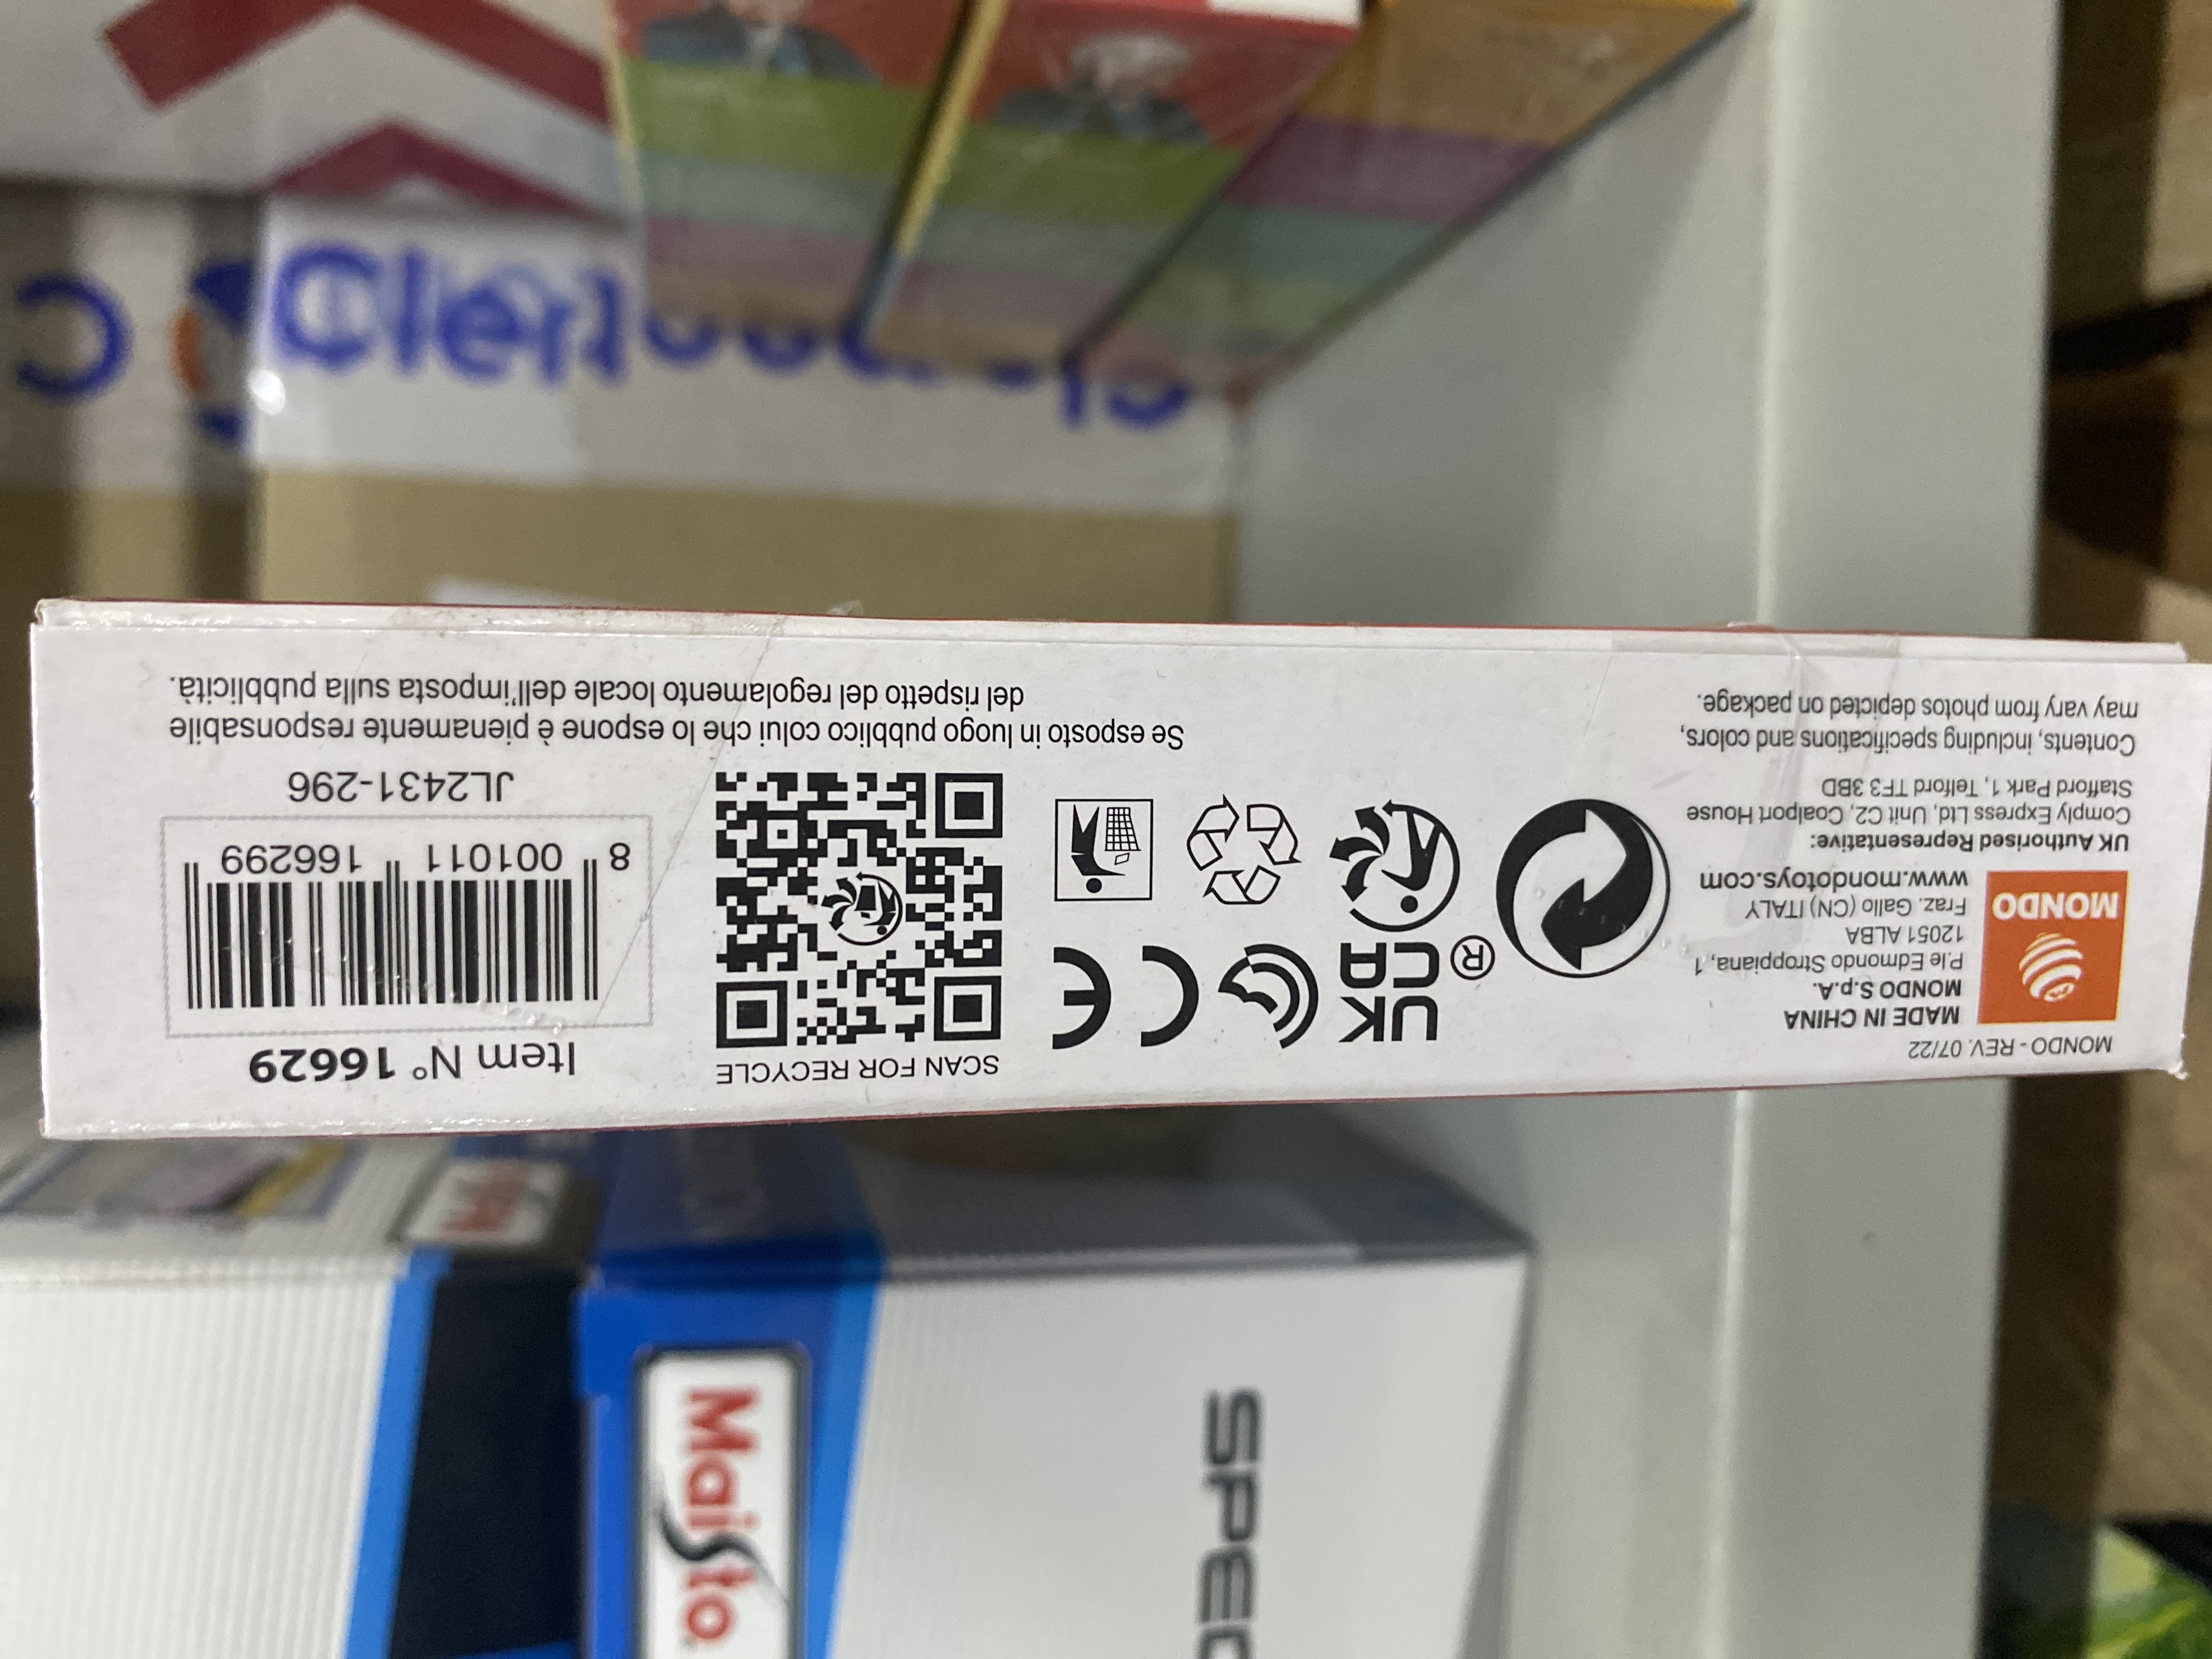 MONDO - REV. 07/22
MONDO
MADE IN CHINA
MONDO S.p.A.
P.le Edmondo Stroppiana, 1
12051 ALBA
Fraz. Gallo (CN) ITALY
www.mondotoys.com
UK Authorised Representative:
Comply Express Ltd, Unit C2, Coalport House
Stafford Park 1, Telford TF3 3BD
Contents, including specifications and colors,
may vary from photos depicted on package.
®
UK
CA
CE
SCAN FOR RECYCLE
Item N° 16629
8 001011 166299
JL2431-296
Se esposto in luogo pubblico colui che lo espone è pienamente responsabile
del rispetto del regolamento locale dell'imposta sulla pubblicità.
Maisto